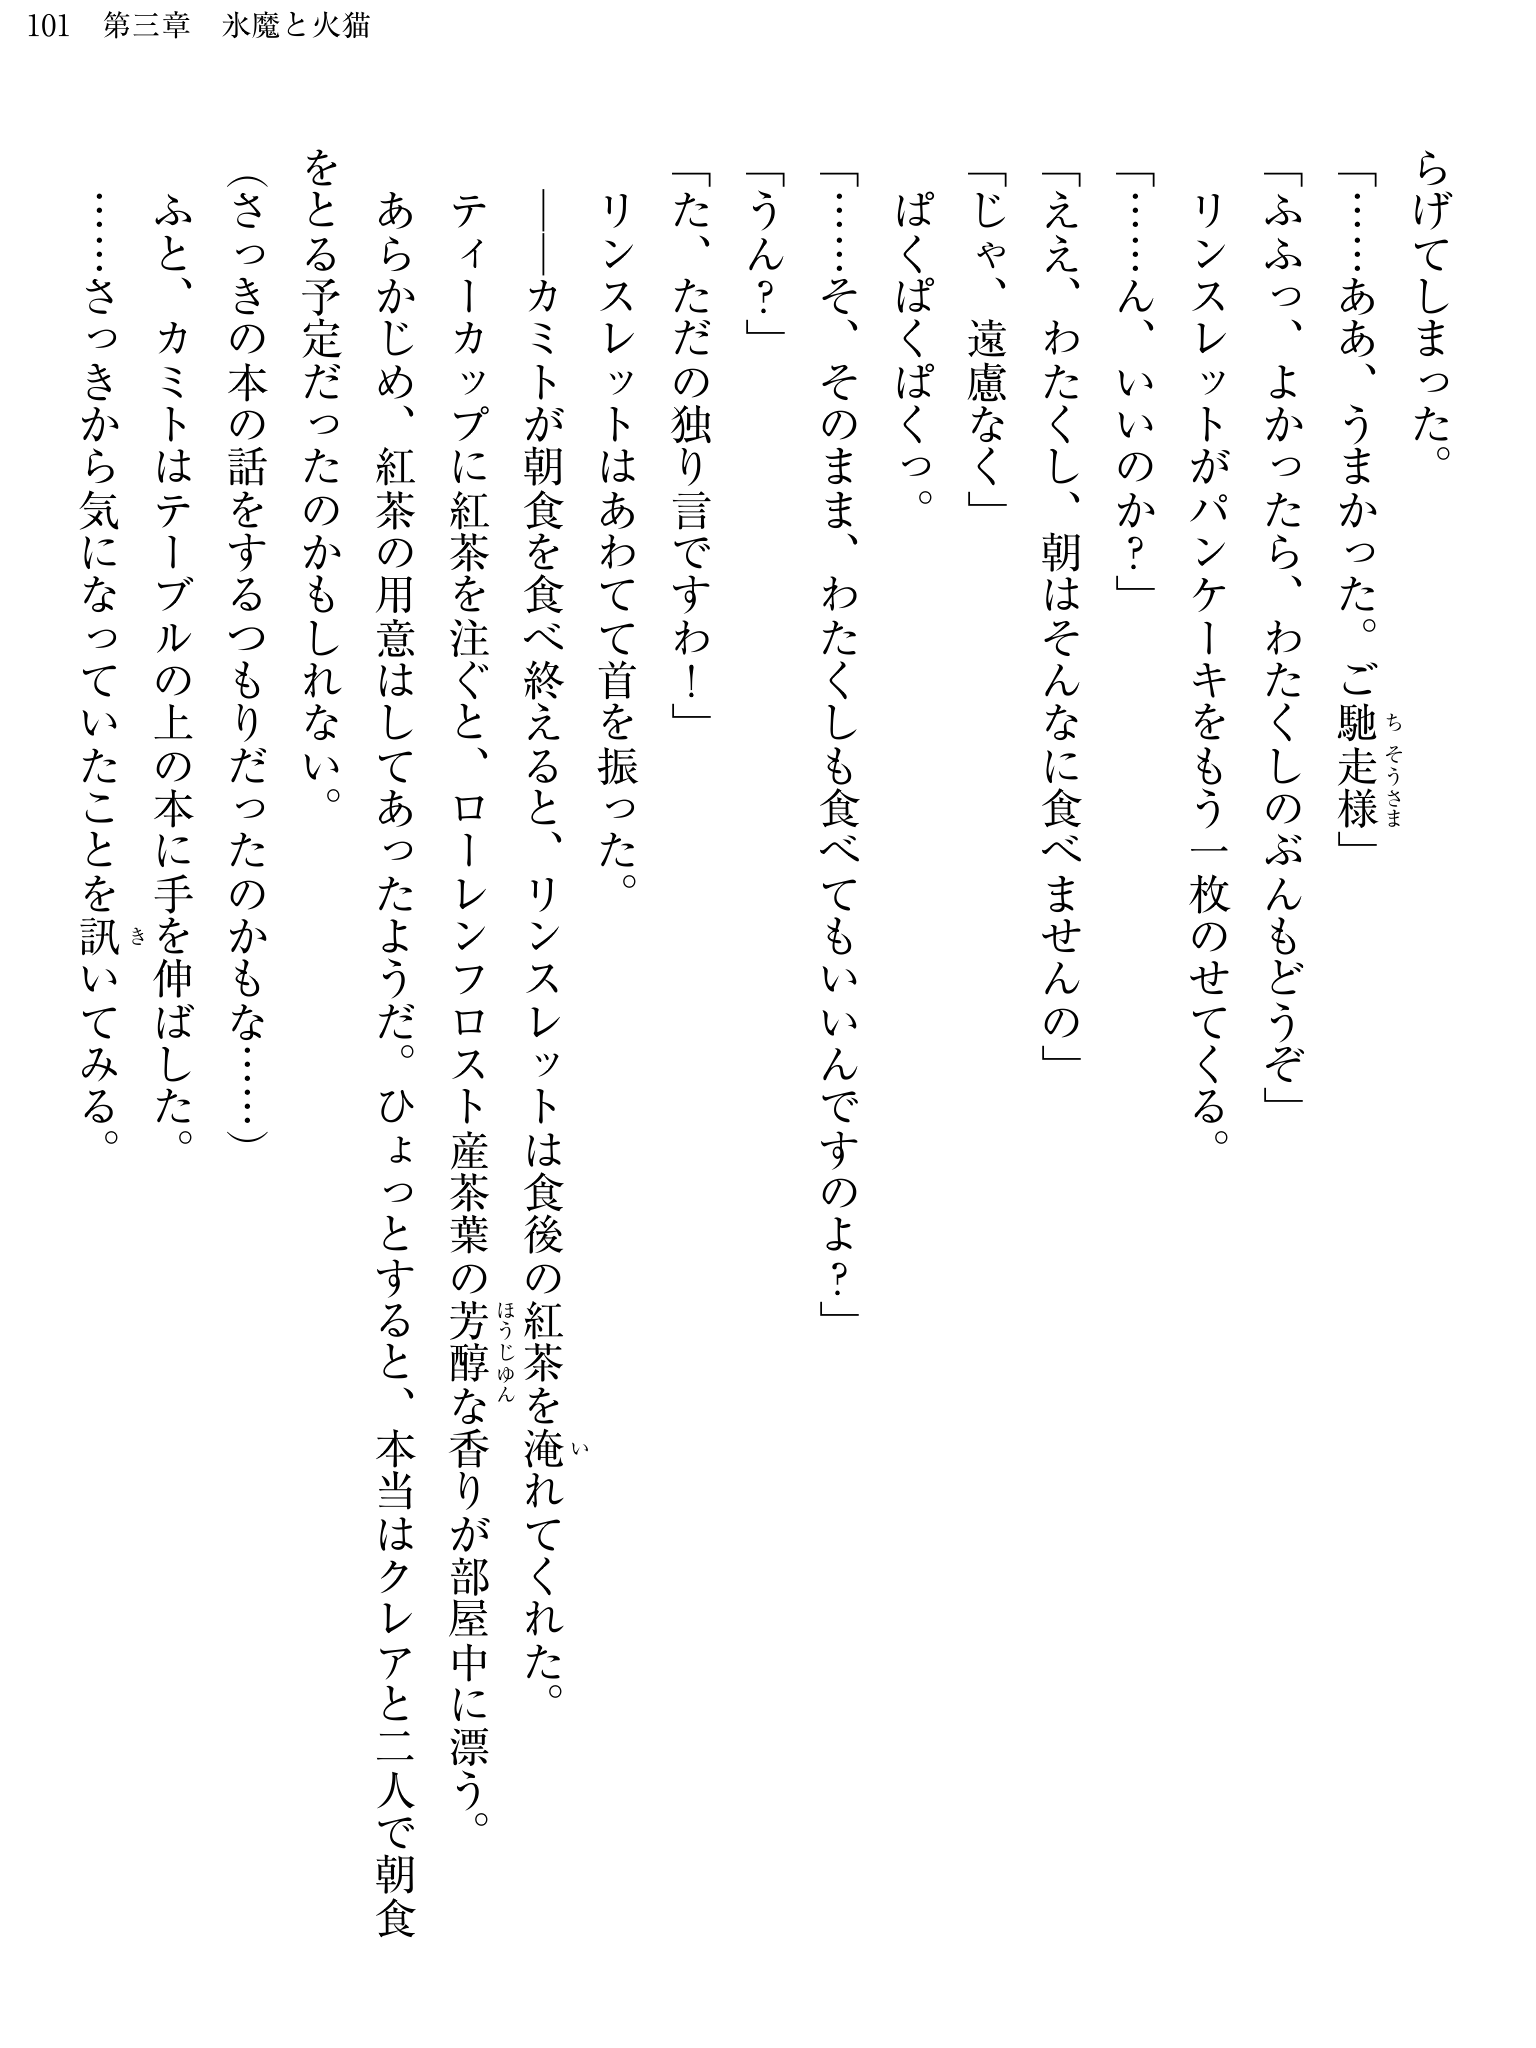 101 第三章 氷魔と火猫
らげてしまった。
「……ああ、うまかった。ご馳走様」
「ふふっ、よかったら、わたくしのぶんもどうぞ」
リンスレットがパンケーキをもう一枚のせてくる。
「……ん、いいのか?」
「ええ、わたくし、朝はそんなに食べませんの」
「じゃ、遠慮なく」
ぱくぱくぱくっ。
「……そ、そのまま、わたくしも食べてもいいんですのよ?」
「うん?」
「た、ただの独り言ですわ!」
リンスレットはあわてて首を振った。
――カミトが朝食を食べ終えると、リンスレットは食後の紅茶を淹れてくれた。
ティーカップに紅茶を注ぐと、ローレンフロスト産茶葉の芳醇な香りが部屋中に漂う。
あらかじめ、紅茶の用意はしてあったようだ。ひょっとすると、本当はクレアと二人で朝食
をとる予定だったのかもしれない。
(さっきの本の話をするつもりだったのかもな……)
ふと、カミトはテーブルの上の本に手を伸ばした。
……さっきから気になっていたことを訊いてみる。